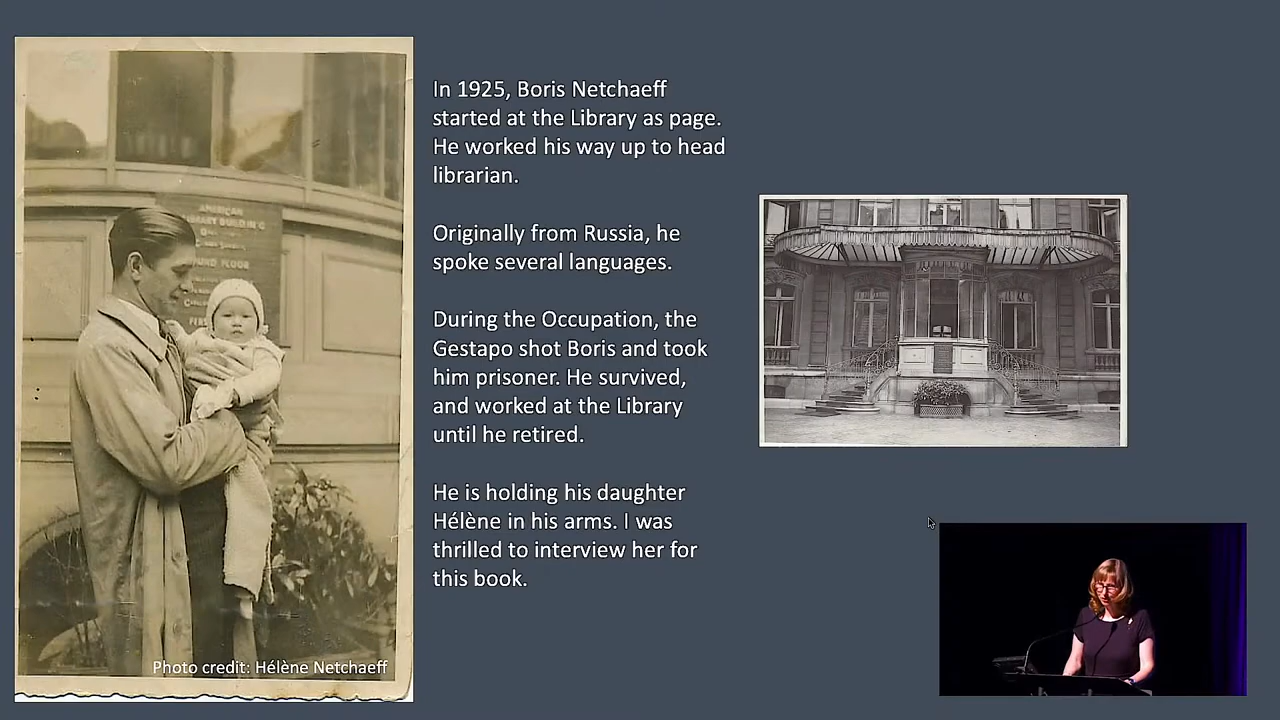 AMERICAN
LIBRARY BUILDING
GROUND FLOOR
In 1925, Boris Netchaeff
started at the Library as page.
He worked his way up to head
librarian.
Originally from Russia, he
spoke several languages.
During the Occupation, the
Gestapo shot Boris and took
him prisoner. He survived,
and worked at the Library
until he retired.
He is holding his daughter
Hélène in his arms. I was
thrilled to interview her for
this book.
Photo credit: Hélène Netchaeff